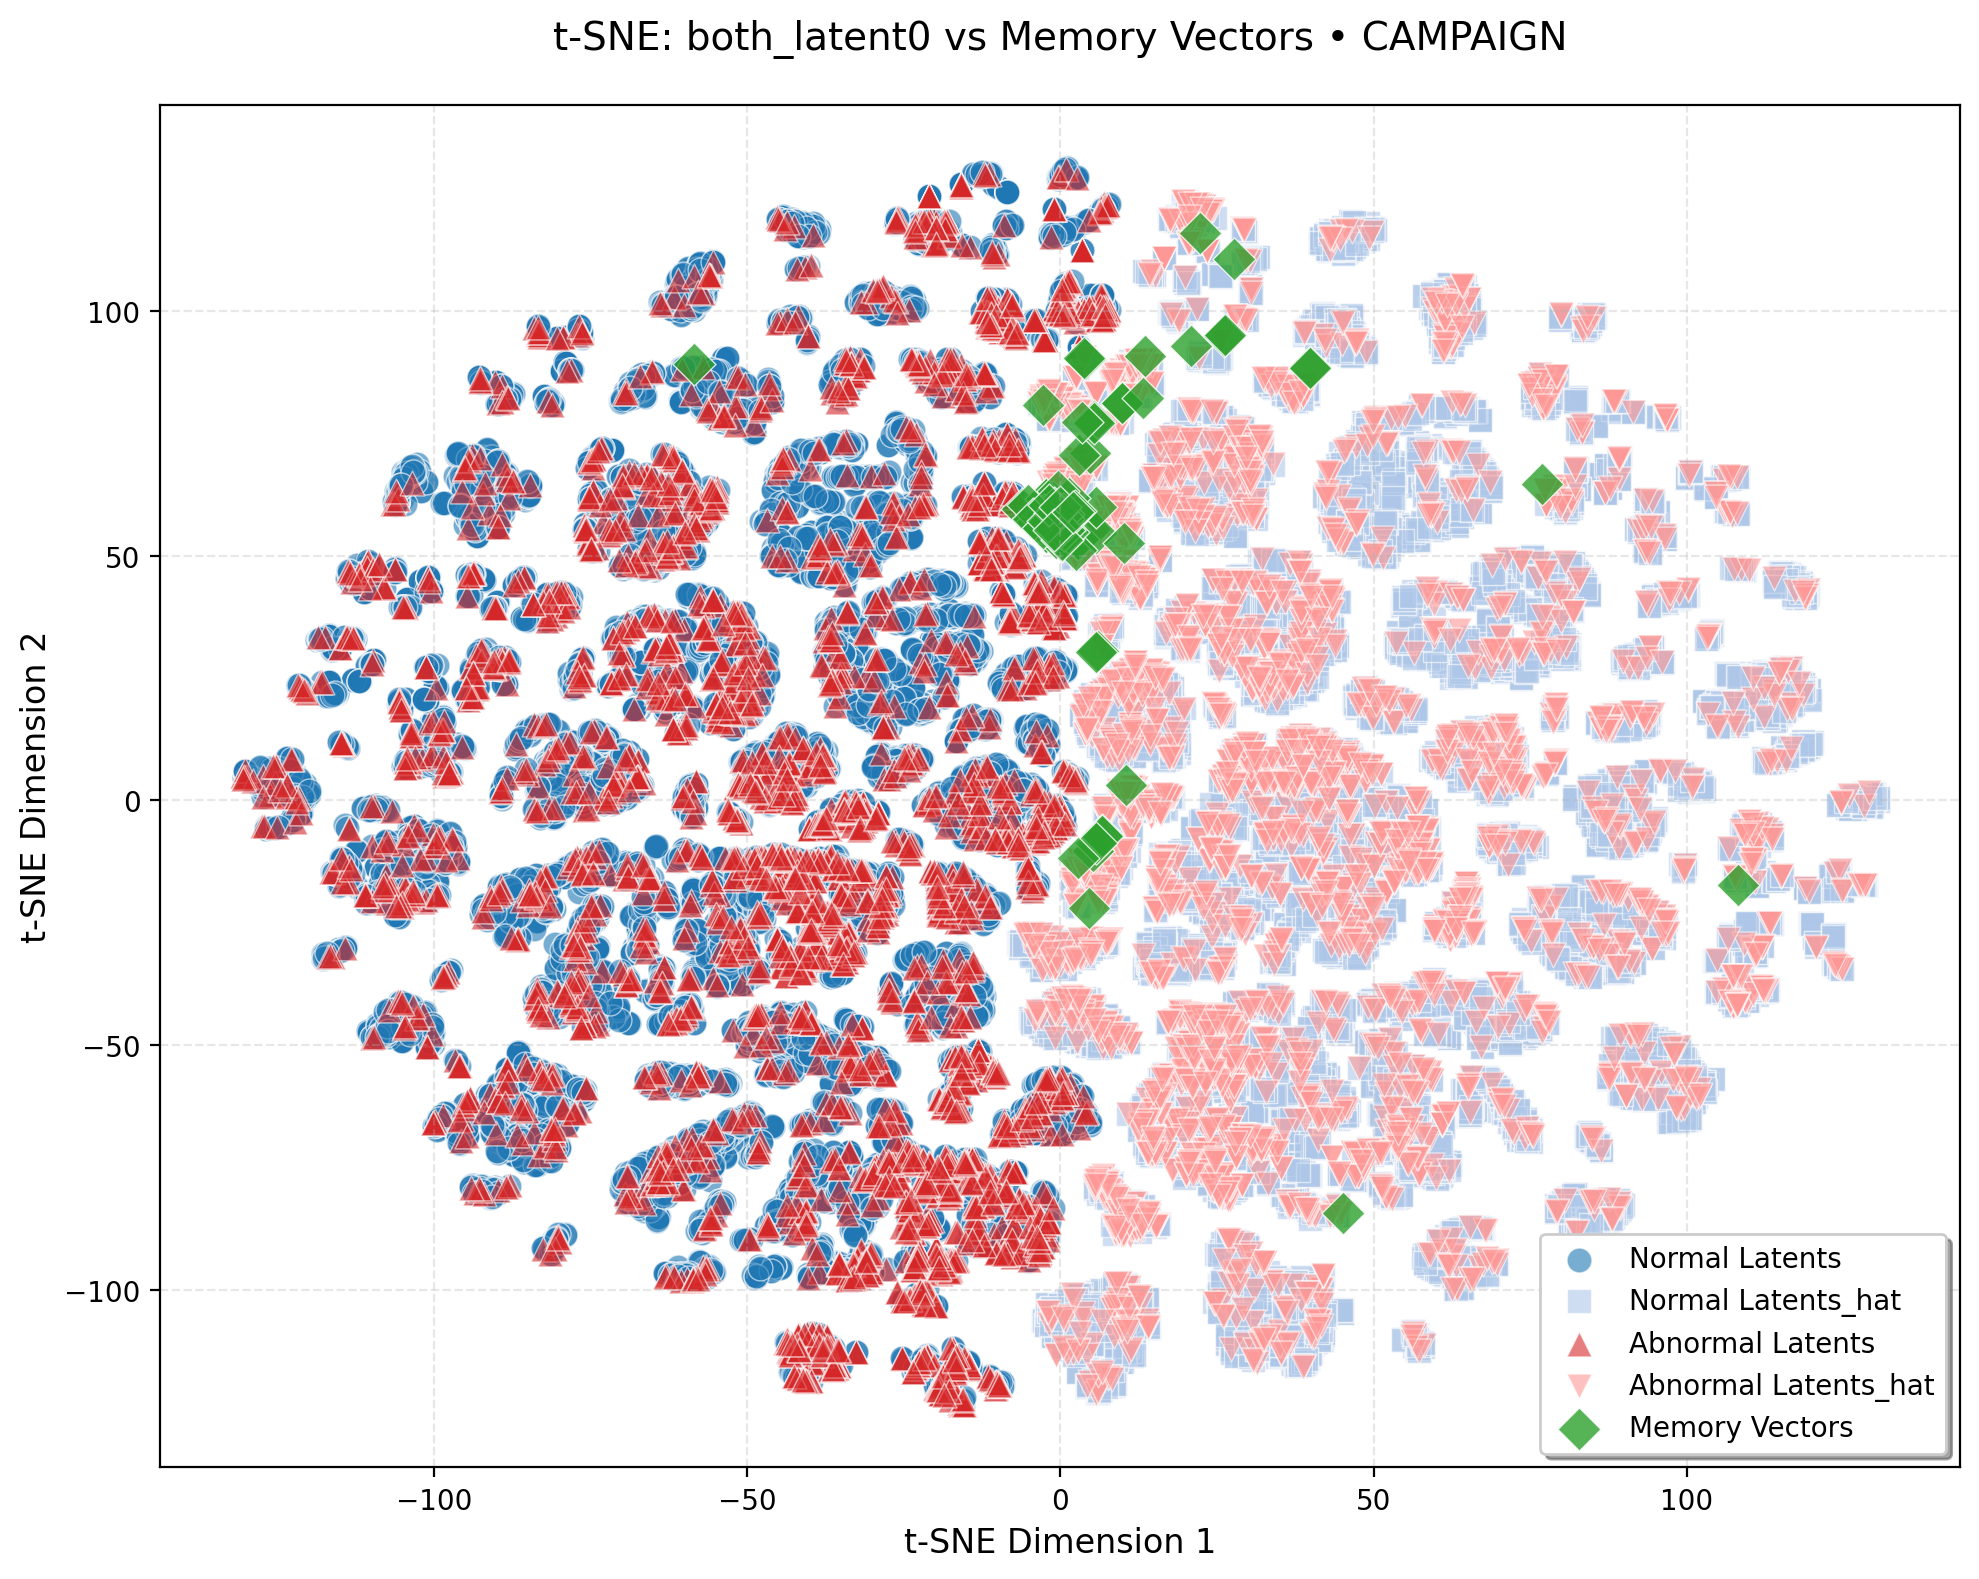 t-SNE: both_latent0 vs Memory Vectors • CAMPAIGN
t-SNE Dimension 2
100
50
0
−50
−100
−100
−50
0
50
100
t-SNE Dimension 1
Normal Latents
Normal Latents_hat
Abnormal Latents
Abnormal Latents_hat
Memory Vectors